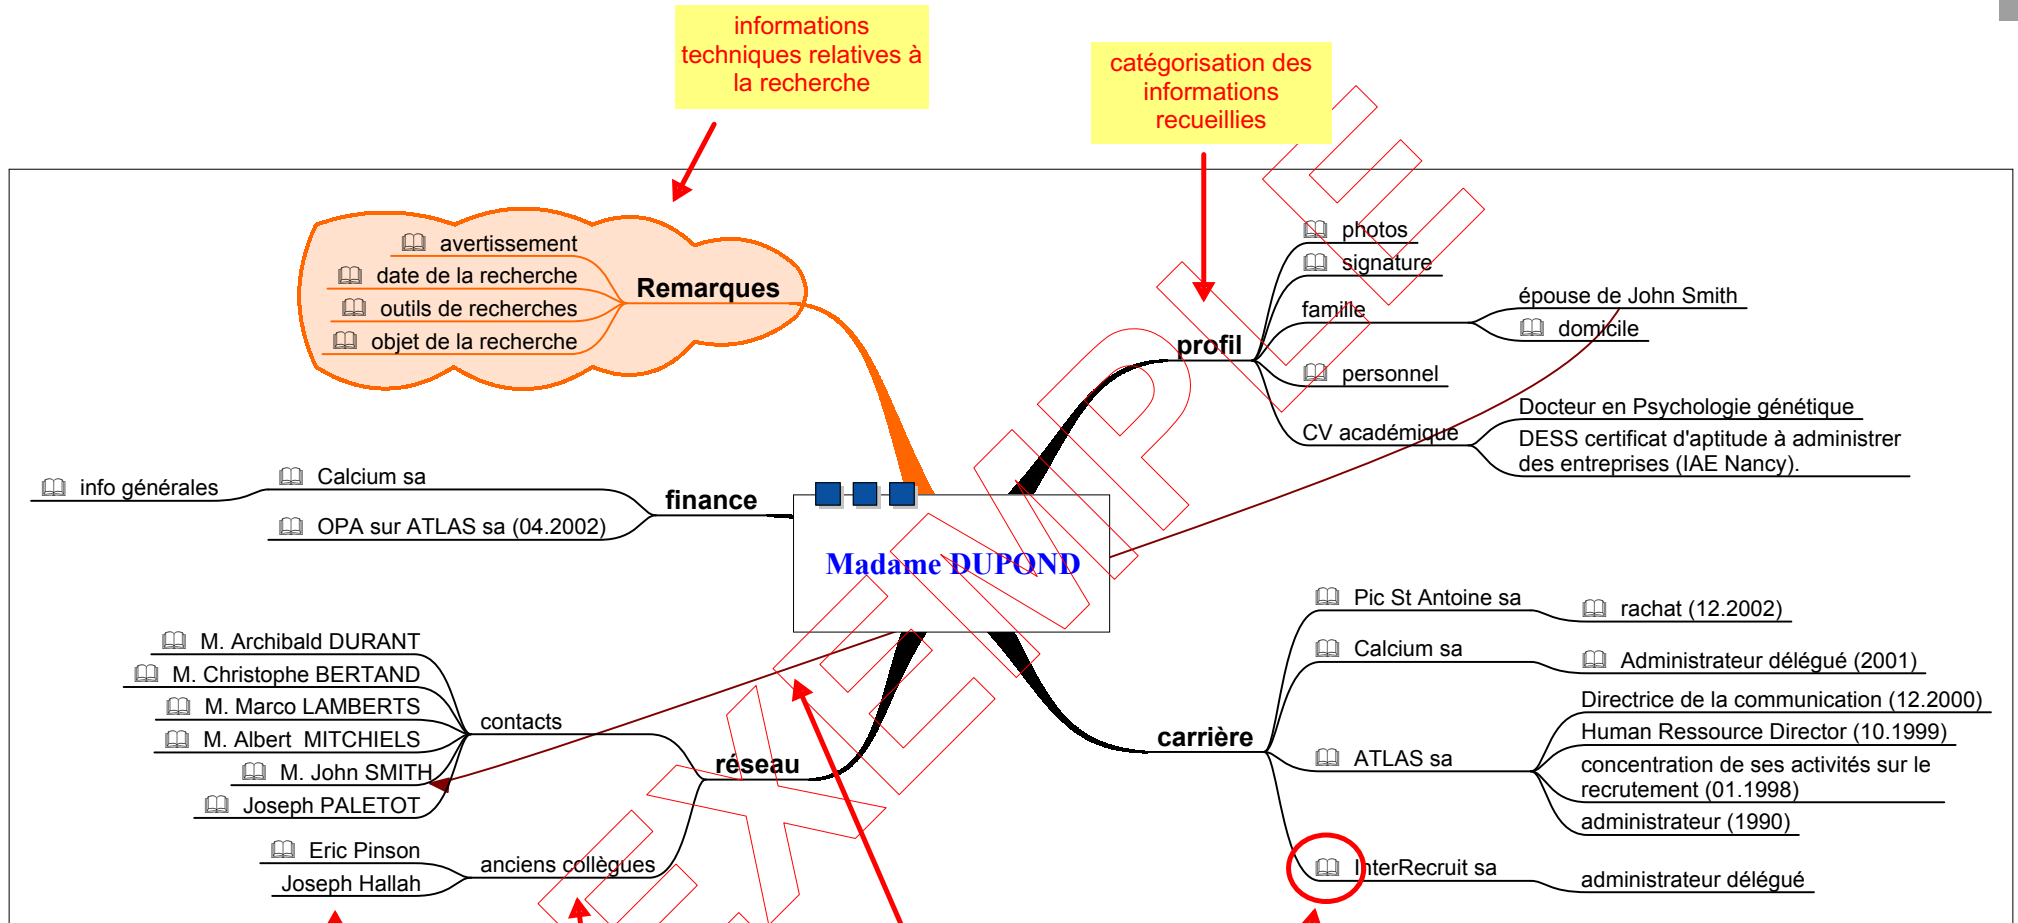 informations
techniques relatives à
la recherche
catégorisation des
informations
recueillies
avertissement
date de la recherche
outils de recherches
objet de la recherche
Remarques
photos
signature
famille
épouse de John Smith
domicile
profil
personnel
CV académique
Docteur en Psychologie génétique
DESS certificat d'aptitude à administrer
des entreprises (IAE Nancy).
info générales
Calcium sa
OPA sur ATLAS sa (04.2002)
finance
Madame DUPOND
M. Archibald DURANT
M. Christophe BERTAND
M. Marco LAMBERTS
M. Albert MITCHIELS
M. John SMITH
Joseph PALETOT
contacts
réseau
Eric Pinson
Joseph Hallah
anciens collègues
carrière
Pic St Antoine sa
rachat (12.2002)
Calcium sa
Administrateur délégué (2001)
ATLAS sa
Directrice de la communication (12.2000)
Human Ressource Director (10.1999)
concentration de ses activités sur le
recrutement (01.1998)
administrateur (1990)
InterRecruit sa
administrateur délégué
EXEMPLE